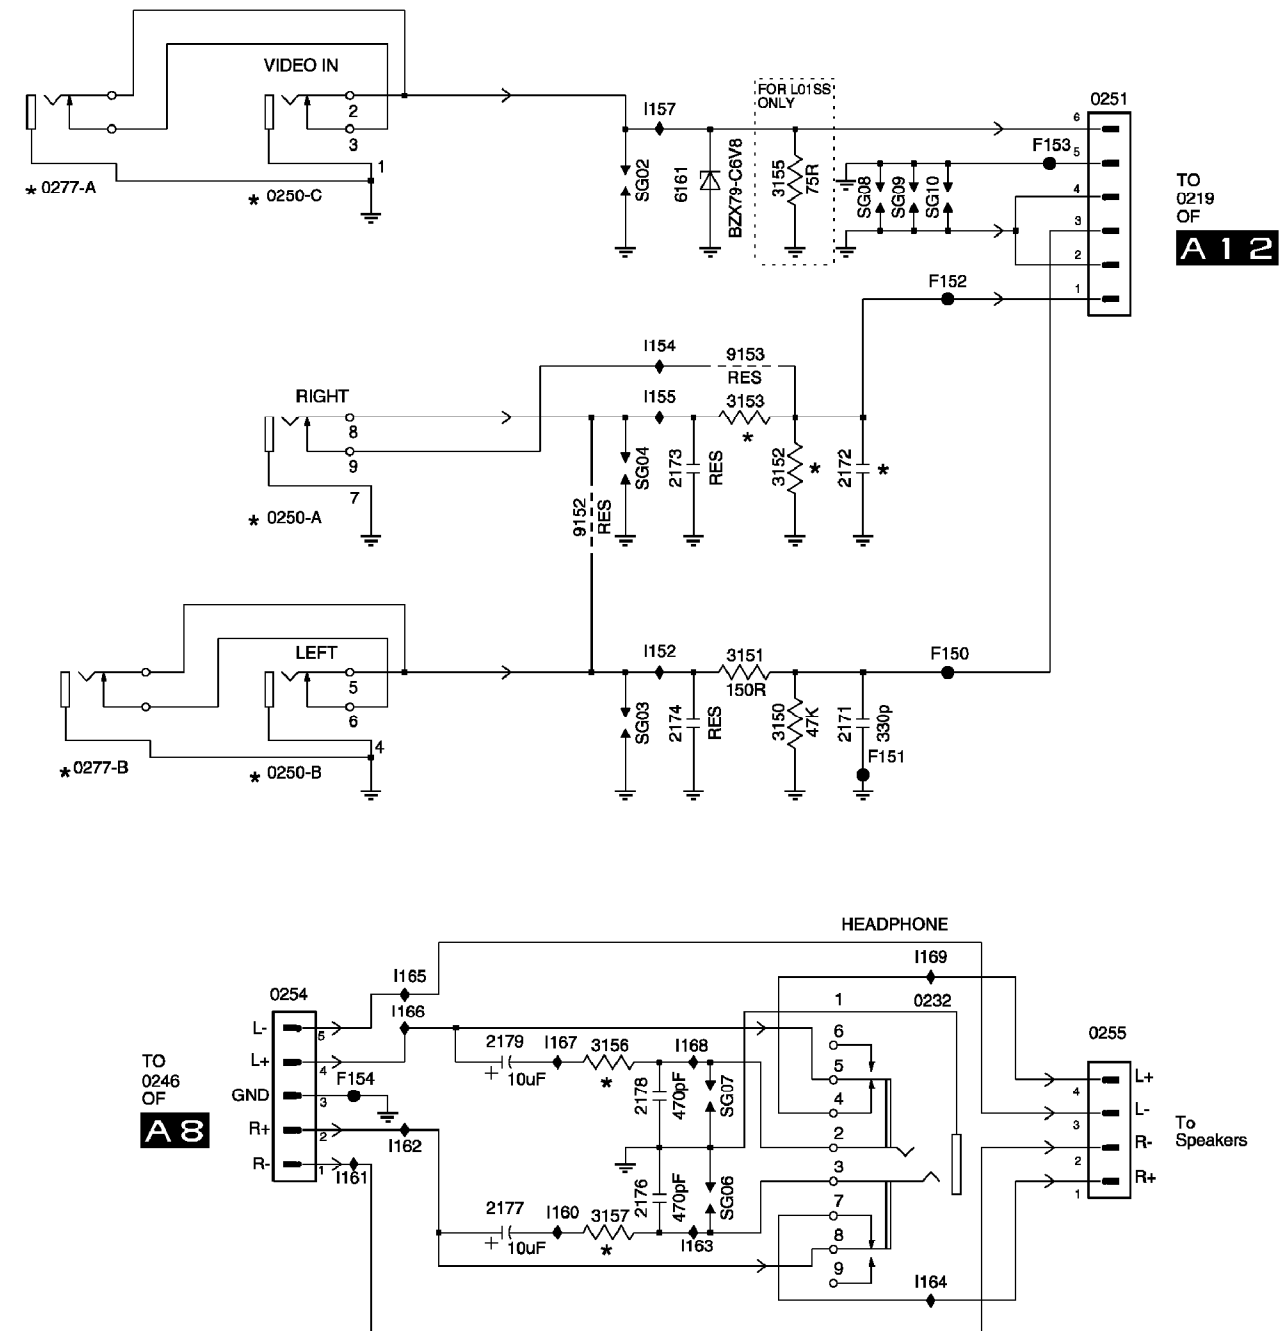 VIDEO IN
2
3
1
* 0277-A
* 0250-C
I157
SG02
6161
BZX79-C6V8
FOR L01SS
ONLY
3155
75R
SG08
SG09
SG10
F153
0251
6
5
4
3
2
1
TO
0219
OF
A12
F152
I154
9153
RES
RIGHT
8
9
7
* 0250-A
I155
3153
*
9152
RES
SG04
2173
RES
3152
*
2172
*
LEFT
5
6
4
* 0277-B
* 0250-B
I152
3151
150R
F150
SG03
2174
RES
3150
47K
2171
330p
F151
HEADPHONE
I165
I169
0254
I166
1
0232
L-
5
L+
4
GND
3
R+
2
R-
1
TO
0246
OF
A8
F154
I162
I161
2179
+
10uF
I167
3156
*
I168
2178
470pF
SG07
2176
470pF
SG06
2177
+
10uF
I160
3157
*
I163
6
5
4
2
3
7
8
9
I164
0255
L+
4
L-
3
R-
2
R+
1
To
Speakers